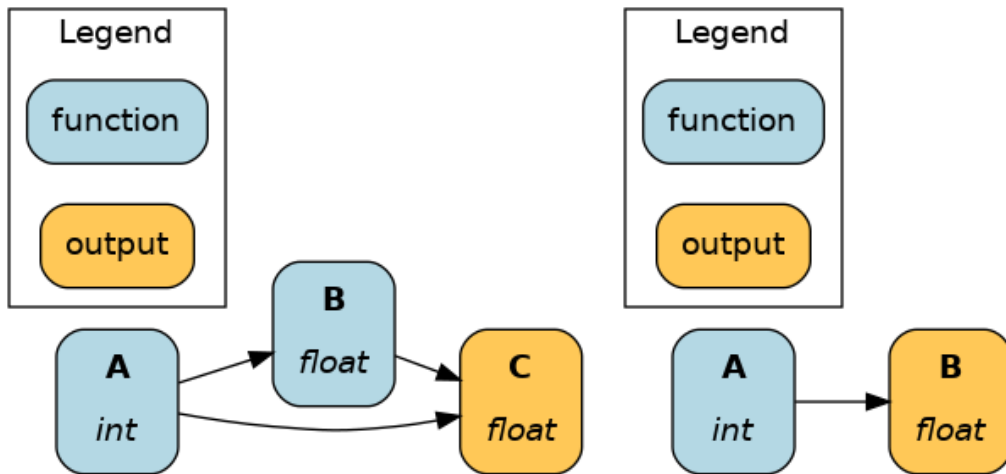 Legend
function
output
A
int
B
float
C
float
Legend
function
output
A
int
B
float